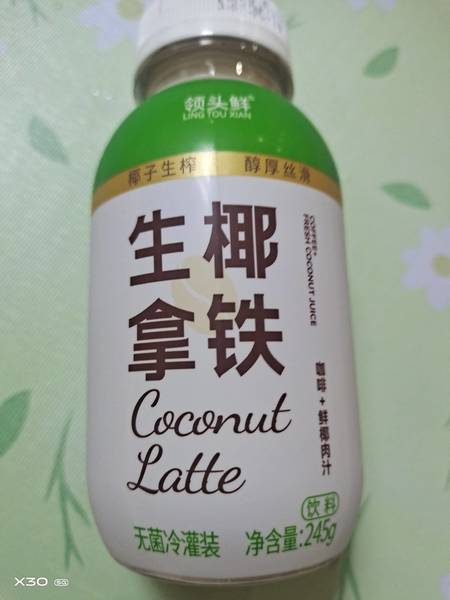 领头鲜
LING TOU XIAN
椰子生榨 醇厚丝滑
生椰
拿铁
COFFEE+
FRESH COCONUT JUICE
咖啡+鲜椰肉汁
Coconut
Latte
饮料
无菌冷灌装 净含量:245g
X30 5G